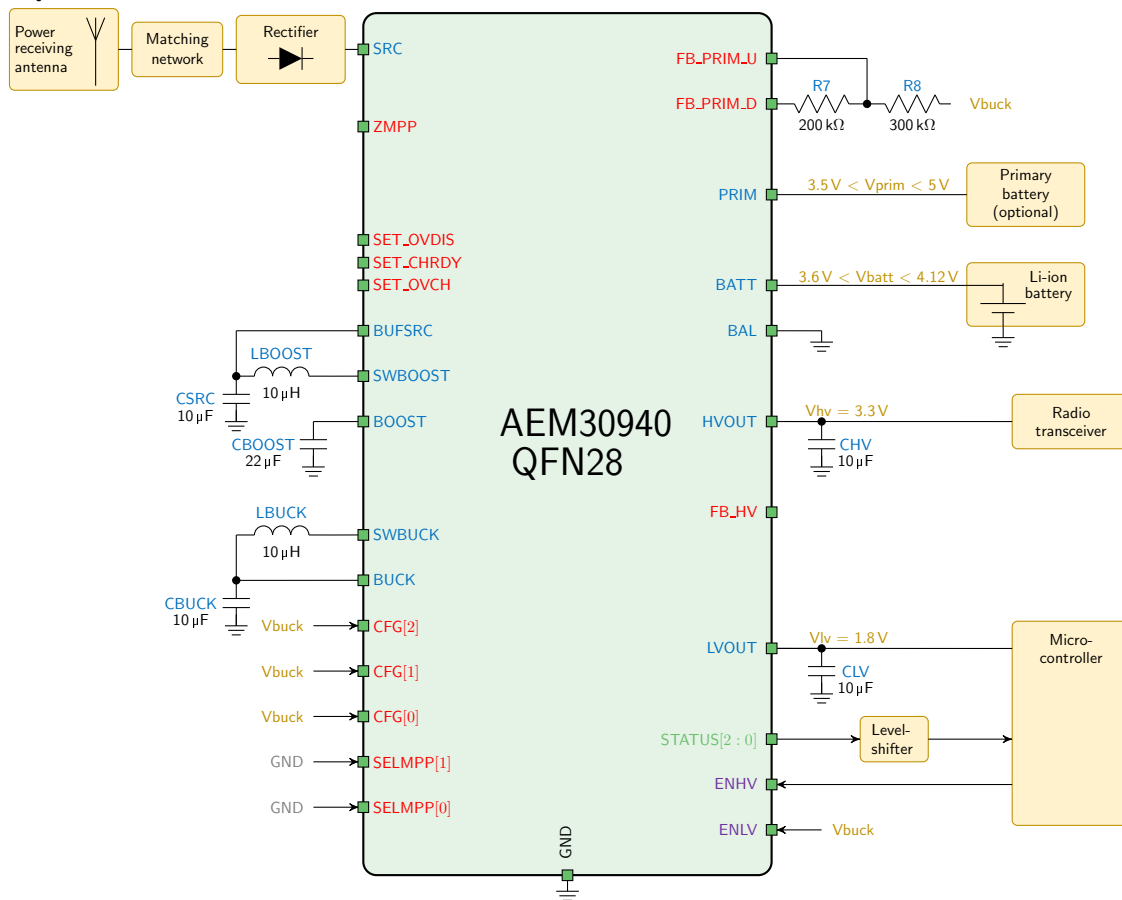 Power
receiving
antenna
Matching
network
Rectifier
SRC
ZMPP
SET_OVDIS
SET_CHRDY
SET_OVCH
BUFSRC
LBOOST
10 µH
SWBOOST
CSRC
10 µF
BOOST
CBOOST
22 µF
LBUCK
10 µH
SWBUCK
BUCK
CBUCK
10 µF
Vbuck
CFG[2]
Vbuck
CFG[1]
Vbuck
CFG[0]
GND
SELMPP[1]
GND
SELMPP[0]
AEM30940
QFN28
GND
FB_PRIM_U
FB_PRIM_D
R7
200 kΩ
R8
300 kΩ
Vbuck
PRIM
3.5 V < Vprim < 5 V
Primary
battery
(optional)
BATT
3.6 V < Vbatt < 4.12 V
Li-ion
battery
BAL
HVOUT
Vhv = 3.3 V
CHV
10 µF
Radio
transceiver
FB_HV
LVOUT
Vlv = 1.8 V
CLV
10 µF
Micro-
controller
STATUS[2 : 0]
Level-
shifter
ENHV
ENLV
Vbuck